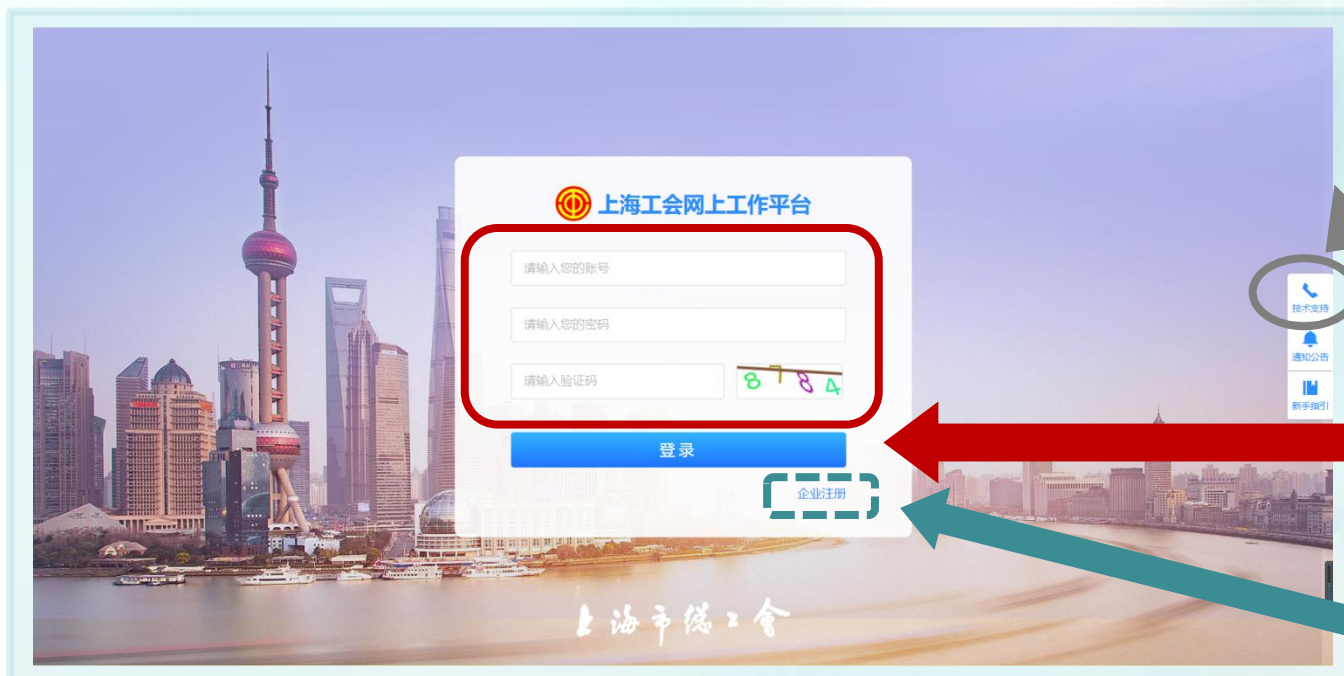 上海工会网上工作平台
请输入您的账号
请输入您的密码
请输入验证码
8784
登录
企业注册
技术支持
通知公告
新手指引
上海市總工會